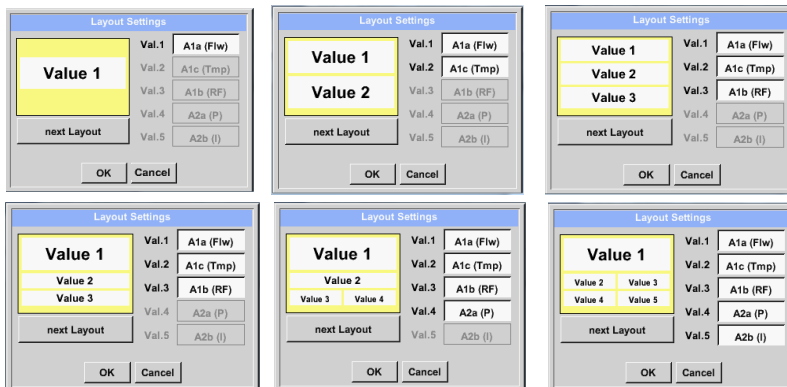 Layout Settings
Value 1
next Layout
Val.1 A1a (Flw)
Val.2 A1c (Tmp)
Val.3 A1b (RF)
Val.4 A2a (P)
Val.5 A2b (I)
OK Cancel
Layout Settings
Value 1
Value 2
next Layout
Val.1 A1a (Flw)
Val.2 A1c (Tmp)
Val.3 A1b (RF)
Val.4 A2a (P)
Val.5 A2b (I)
OK Cancel
Layout Settings
Value 1
Value 2
Value 3
next Layout
Val.1 A1a (Flw)
Val.2 A1c (Tmp)
Val.3 A1b (RF)
Val.4 A2a (P)
Val.5 A2b (I)
OK Cancel
Layout Settings
Value 1
Value 2
Value 3
next Layout
Val.1 A1a (Flw)
Val.2 A1c (Tmp)
Val.3 A1b (RF)
Val.4 A2a (P)
Val.5 A2b (I)
OK Cancel
Layout Settings
Value 1
Value 2
Value 3 Value 4
next Layout
Val.1 A1a (Flw)
Val.2 A1c (Tmp)
Val.3 A1b (RF)
Val.4 A2a (P)
Val.5 A2b (I)
OK Cancel
Layout Settings
Value 1
Value 2 Value 3
Value 4 Value 5
next Layout
Val.1 A1a (Flw)
Val.2 A1c (Tmp)
Val.3 A1b (RF)
Val.4 A2a (P)
Val.5 A2b (I)
OK Cancel